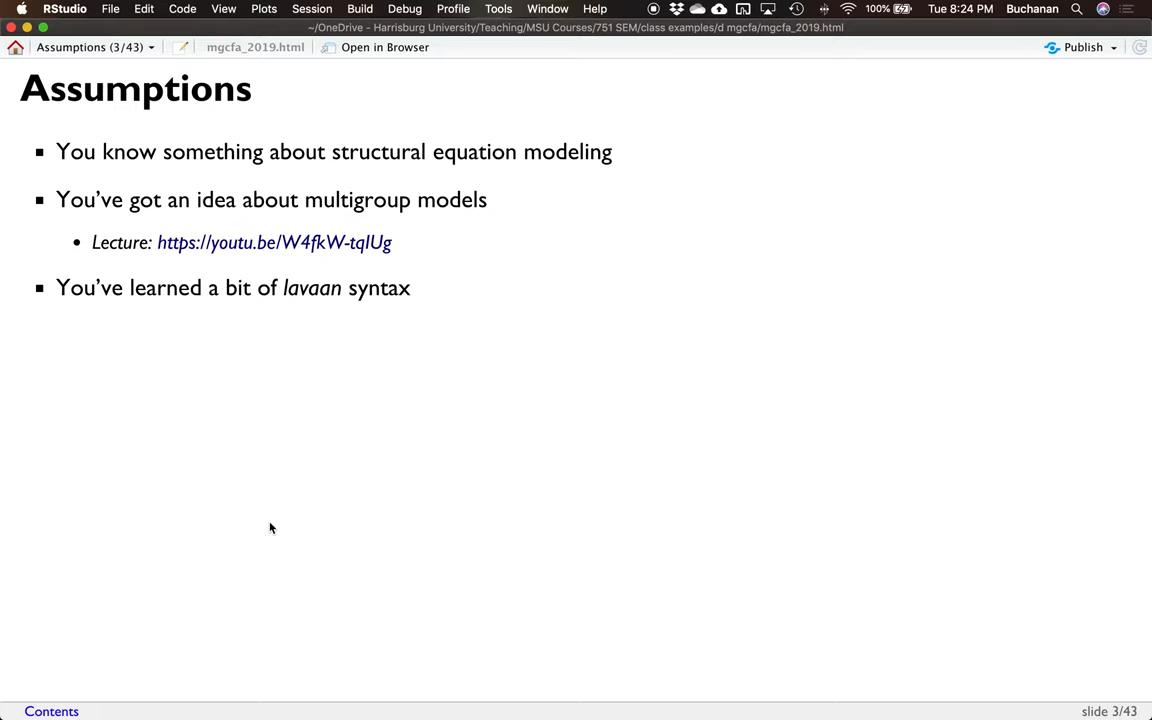 RStudio File Edit Code View Plots Session Build Debug Profile Tools Window Help 100% Tue 8:24 PM Buchanan
~/OneDrive - Harrisburg University/Teaching/MSU Courses/751 SEM/class examples/d mgcfa/mgcfa_2019.html
Assumptions (3/43) mgcfa_2019.html Open in Browser Publish
Assumptions
You know something about structural equation modeling
You’ve got an idea about multigroup models
Lecture: https://youtu.be/W4fkW-tqIUg
You’ve learned a bit of lavaan syntax
Contents slide 3/43